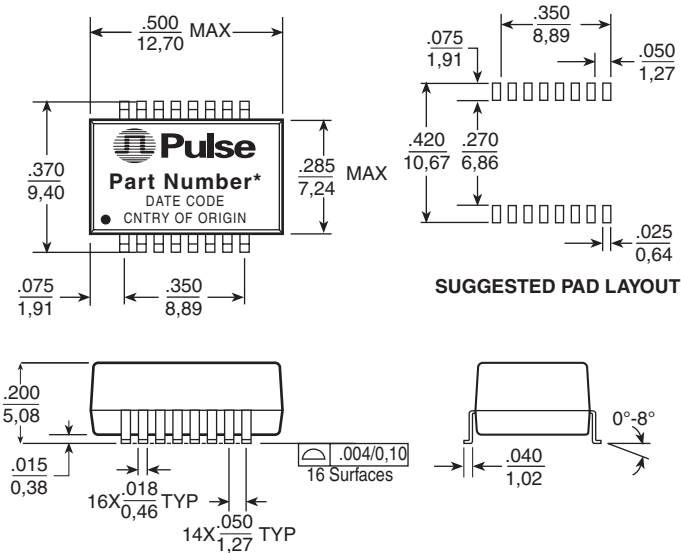 .500
12,70 MAX
.350
8,89
.075
1,91
.050
1,27
.370
9,40
Pulse
Part Number*
DATE CODE
CNTRY OF ORIGIN
.285
7,24 MAX
.420
10,67
.270
6,86
.025
0,64
.075
1,91
.350
8,89
SUGGESTED PAD LAYOUT
.200
5,08
.015
0,38
16X .018
0,46 TYP
14X .050
1,27 TYP
.004/0,10
16 Surfaces
.040
1,02
0°-8°